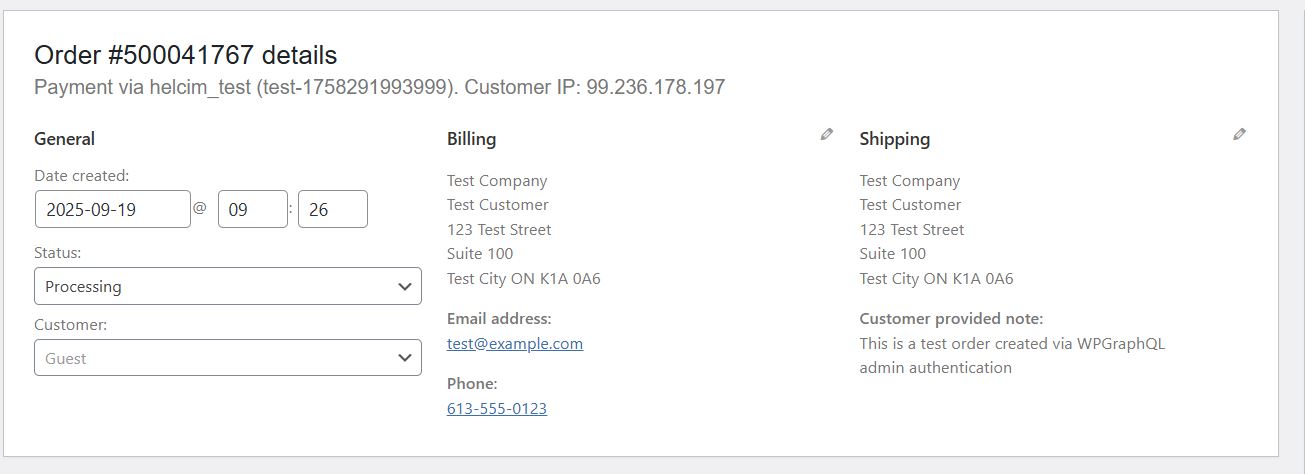 Order #500041767 details
Payment via helcim_test (test-1758291993999). Customer IP: 99.236.178.197
General
Date created:
2025-09-19 @ 09 : 26
Status:
Processing
Customer:
Guest
Billing
Test Company
Test Customer
123 Test Street
Suite 100
Test City ON K1A 0A6
Email address:
test@example.com
Phone:
613-555-0123
Shipping
Test Company
Test Customer
123 Test Street
Suite 100
Test City ON K1A 0A6
Customer provided note:
This is a test order created via WPGraphQL
admin authentication